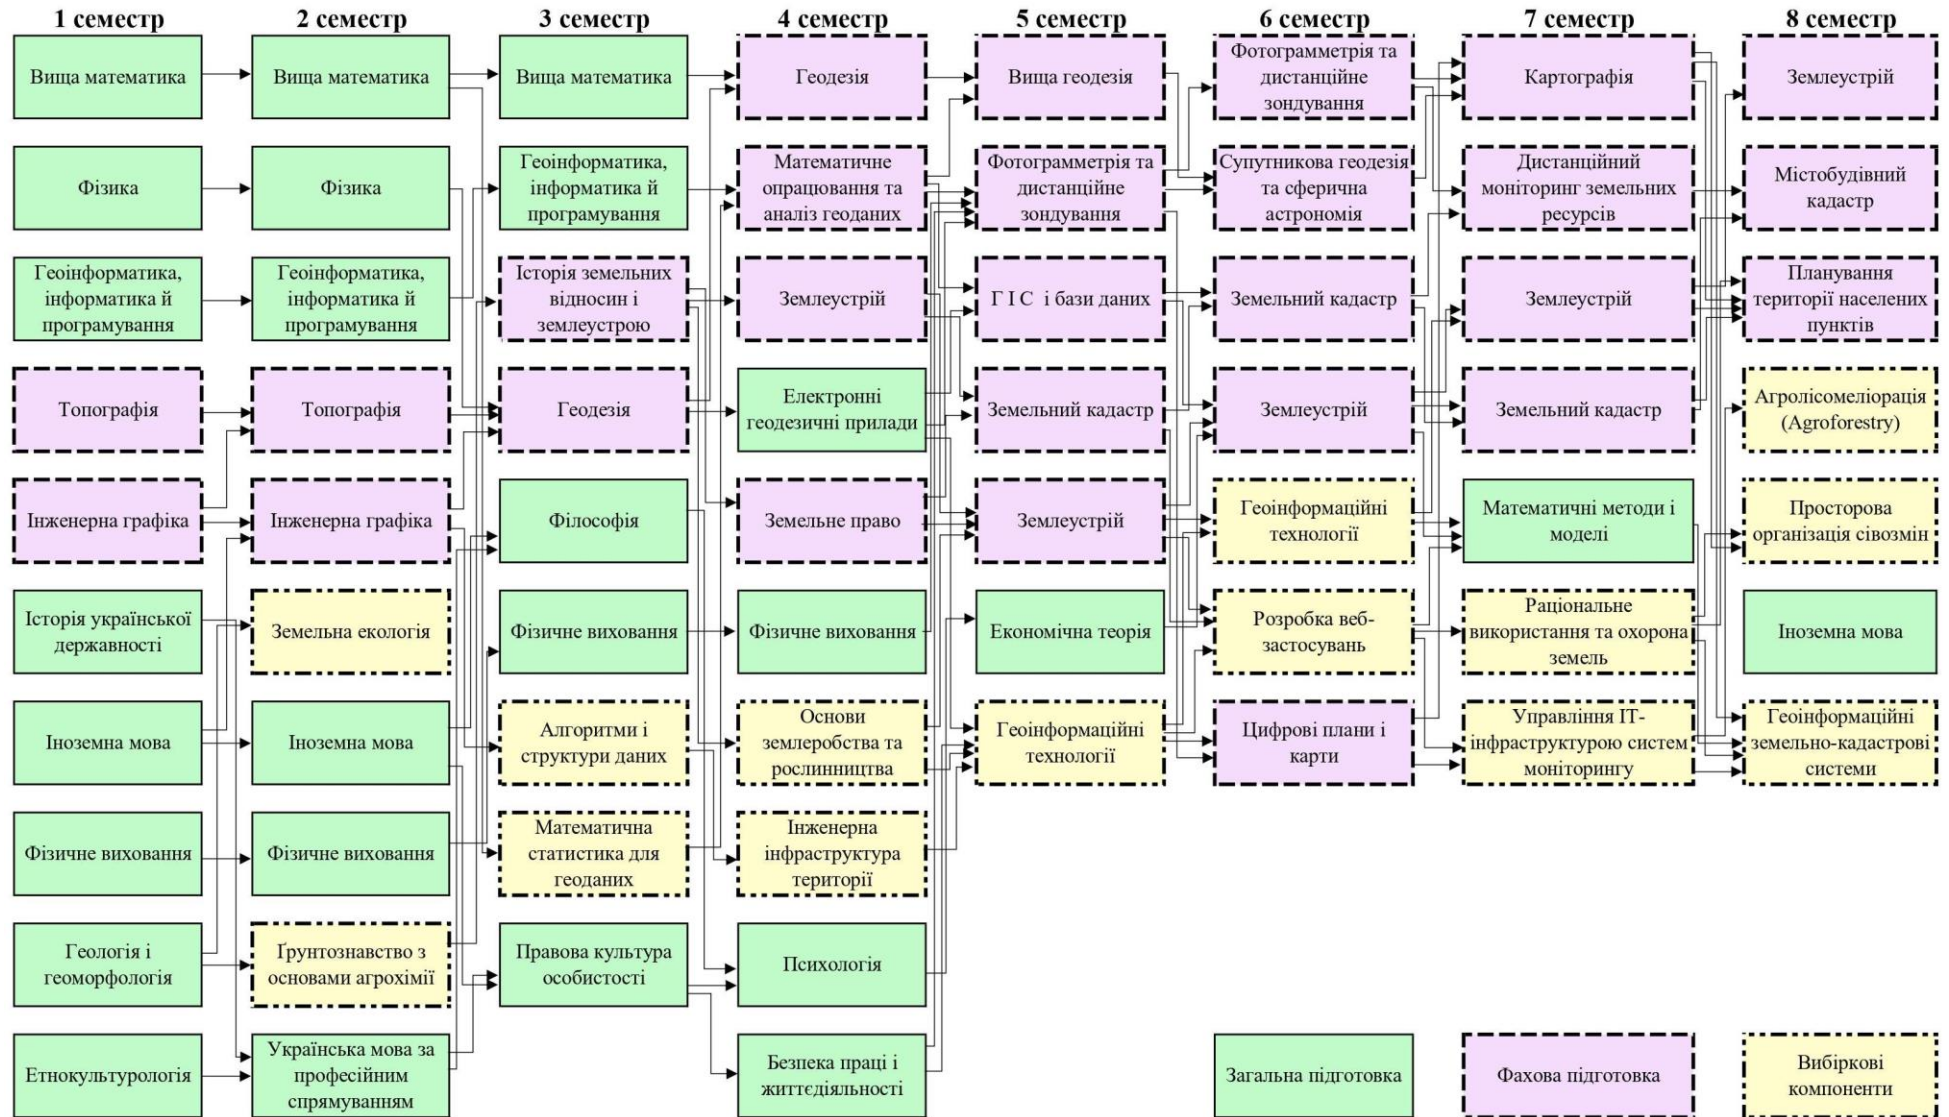 1 семестр
2 семестр
3 семестр
4 семестр
5 семестр
6 семестр
7 семестр
8 семестр
Вища математика
Вища математика
Вища математика
Геодезія
Вища геодезія
Фотограмметрія та
дистанційне
зондування
Картографія
Землеустрій
Фізика
Фізика
Геоінформатика,
інформатика й
програмування
Математичне
опрацювання та
аналіз геоданих
Фотограмметрія та
дистанційне
зондування
Супутникова геодезія
та сферична
астрономія
Дистанційний
моніторинг земельних
ресурсів
Містобудівний
кадастр
Геоінформатика,
інформатика й
програмування
Геоінформатика,
інформатика й
програмування
Історія земельних
відносин і
землеустрою
Землеустрій
Г І С і бази даних
Земельний кадастр
Землеустрій
Планування
території населених
пунктів
Топографія
Топографія
Геодезія
Електронні
геодезичні прилади
Земельний кадастр
Землеустрій
Земельний кадастр
Агролісомеліорація
(Agroforestry)
Інженерна графіка
Інженерна графіка
Філософія
Земельне право
Землеустрій
Геоінформаційні
технології
Математичні методи і
моделі
Просторова
організація сівозмін
Історія української
державності
Земельна екологія
Фізичне виховання
Фізичне виховання
Економічна теорія
Розробка веб-
застосувань
Раціональне
використання та охорона
земель
Іноземна мова
Іноземна мова
Іноземна мова
Алгоритми і
структури даних
Основи
землеробства та
рослинництва
Геоінформаційні
технології
Цифрові плани і
карти
Управління ІТ-
інфраструктурою систем
моніторингу
Геоінформаційні
земельно-кадастрові
системи
Фізичне виховання
Фізичне виховання
Математична
статистика для
геоданих
Інженерна
інфраструктура
території
Геологія і
геоморфологія
Ґрунтознавство з
основами агрохімії
Правова культура
особистості
Психологія
Етнокультурологія
Українська мова за
професійним
спрямуванням
Безпека праці і
життєдіяльності
Загальна підготовка
Фахова підготовка
Вибіркові
компоненти